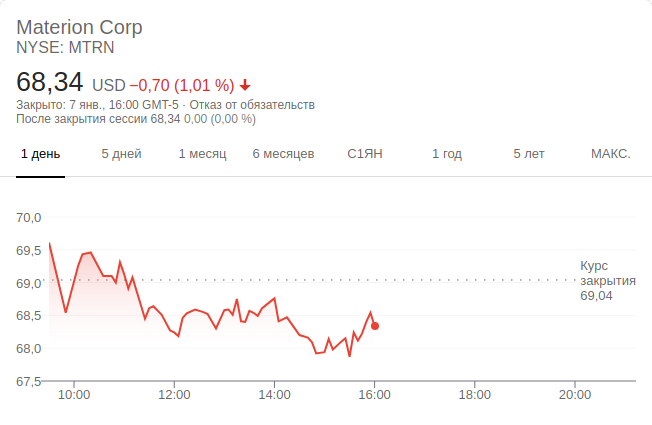 Materion Corp
NYSE: MTRN
68,34 USD −0,70 (1,01 %)
Закрыто: 7 янв., 16:00 GMT-5 · Отказ от обязательств
После закрытия сессии 68,34 0,00 (0,00 %)
1 день 5 дней 1 месяц 6 месяцев С1ЯН 1 год 5 лет МАКС.
70,0
69,5
69,0
68,5
68,0
67,5
Курс
закрытия
69,04
10:00 12:00 14:00 16:00 18:00 20:00